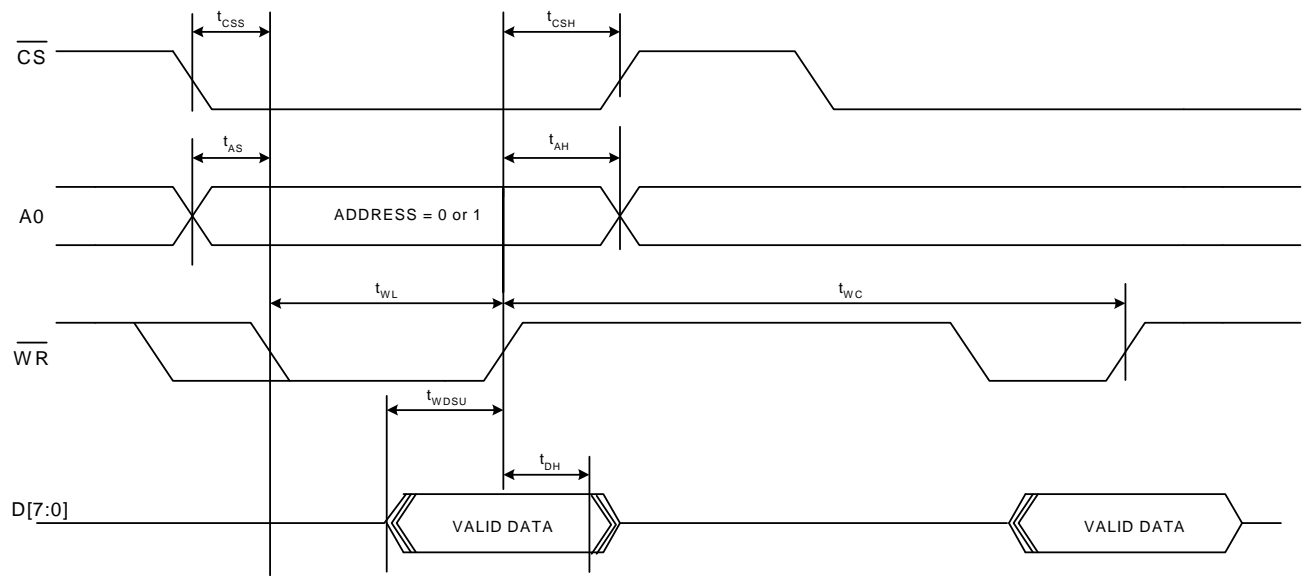 tCSS
tCSH
CS
tAS
tAH
A0
ADDRESS = 0 or 1
tWL
tWC
WR
tWDSU
tDH
D[7:0]
VALID DATA
VALID DATA